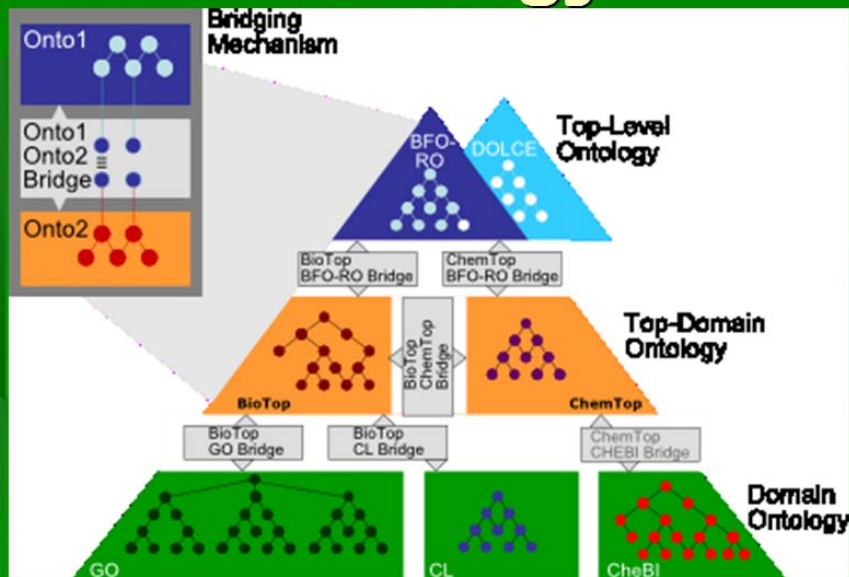 Bridging
Mechanism
Onto1
Onto1
Onto2
≡
Bridge
Onto2
BFO-
RO
DOLCE
Top-Level
Ontology
BioTop
BFO-RO Bridge
ChemTop
BFO-RO Bridge
BioTop
ChemTop
Bridge
Top-Domain
Ontology
BioTop
ChemTop
BioTop
GO Bridge
BioTop
CL Bridge
ChemTop
CHEBI Bridge
Domain
Ontology
GO
CL
CheBI